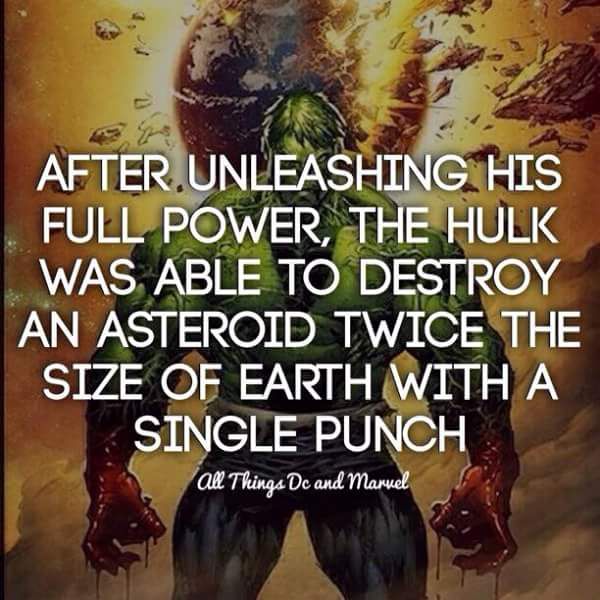 AFTER UNLEASHING HIS
FULL POWER, THE HULK
WAS ABLE TO DESTROY
AN ASTEROID TWICE THE
SIZE OF EARTH WITH A
SINGLE PUNCH
All Things Dc and Marvel